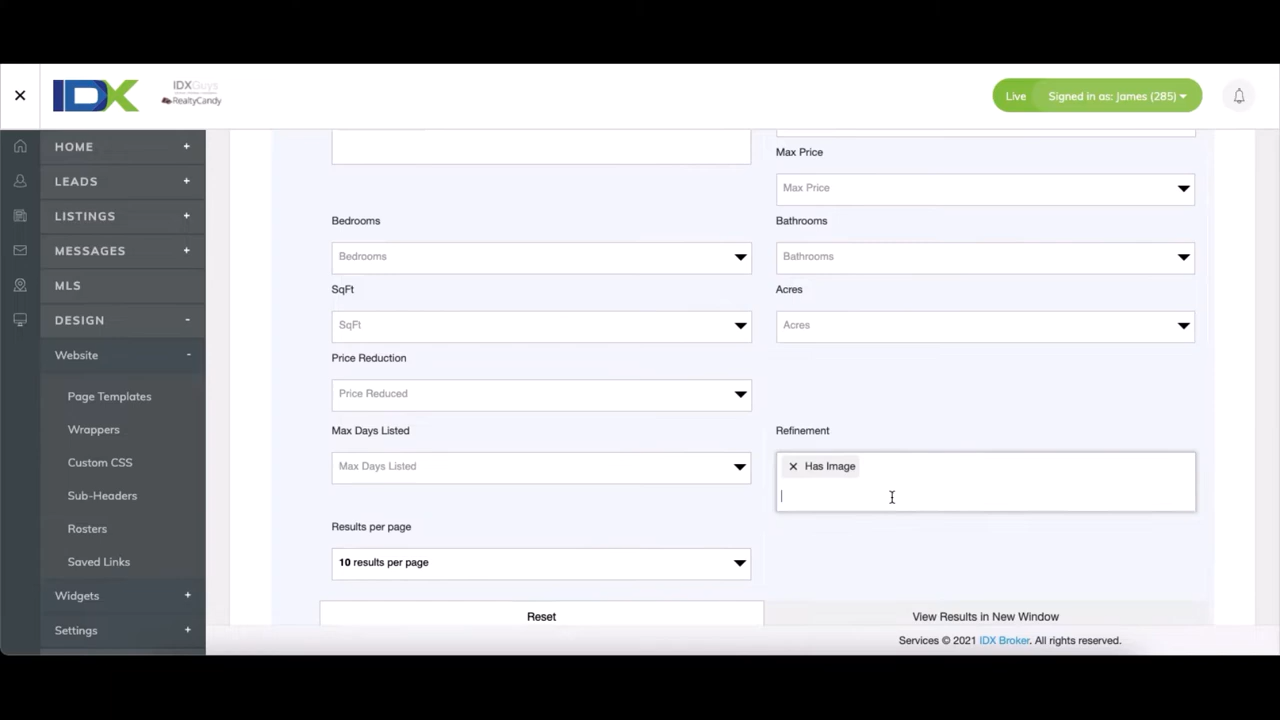 IDX
IDXGuys
RealtyCandy
Live
Signed in as: James (285)
HOME
LEADS
LISTINGS
MESSAGES
MLS
DESIGN
Website
Page Templates
Wrappers
Custom CSS
Sub-Headers
Rosters
Saved Links
Widgets
Settings
Max Price
Max Price
Bedrooms
Bathrooms
Bedrooms
Bathrooms
SqFt
Acres
SqFt
Acres
Price Reduction
Price Reduced
Max Days Listed
Refinement
Max Days Listed
Has Image
Results per page
10 results per page
Reset
View Results in New Window
Services © 2021 IDX Broker. All rights reserved.